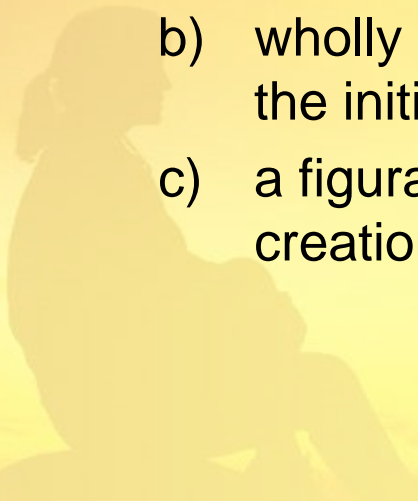 b) wholly
the initi
c) a figura
creatio